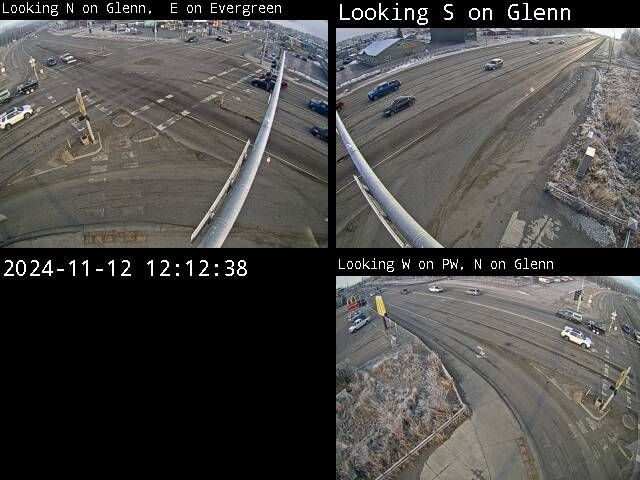 Looking N on Glenn,  E on Evergreen
Looking S on Glenn
2024-11-12 12:12:38
Looking W on PW, N on Glenn